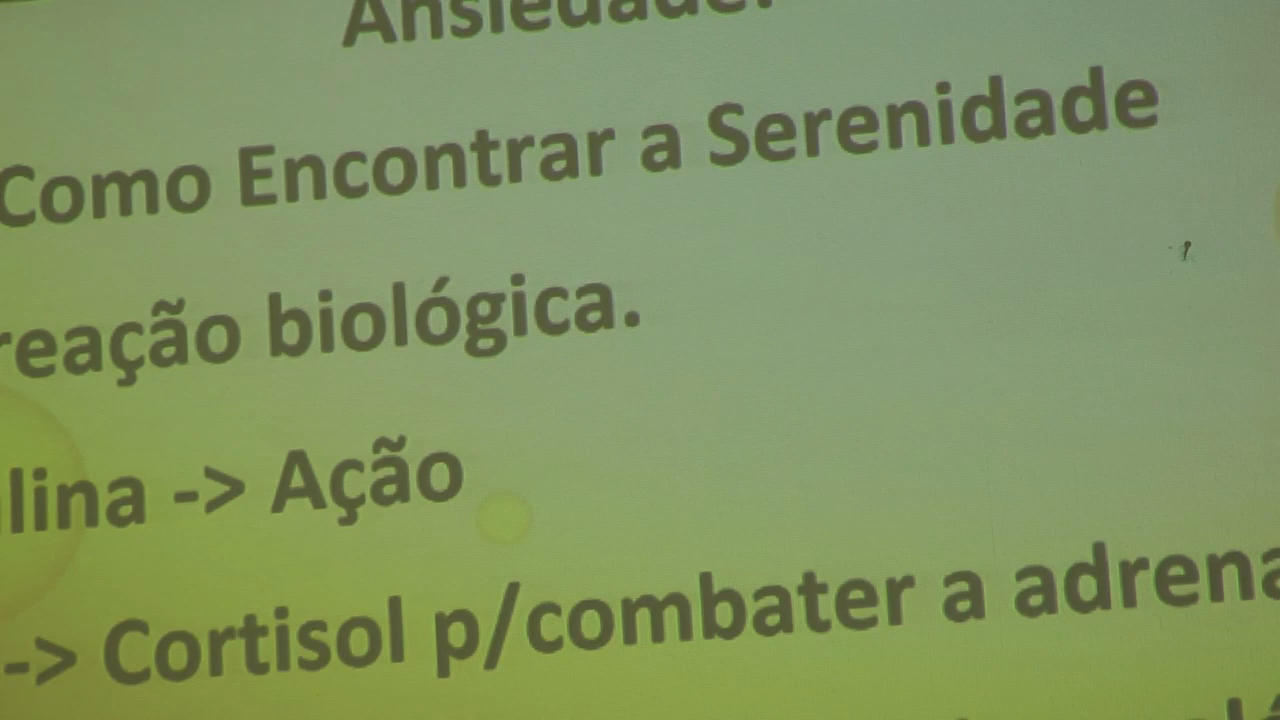 Ansiedade.
Como Encontrar a Serenidade
reação biológica.
lina -> Ação
-> Cortisol p/combater a adrena